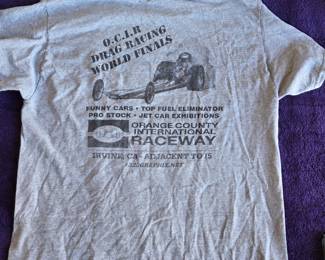 O.C.I.R
DRAG RACING
WORLD FINALS
FUNNY CARS • TOP FUEL ELIMINATOR
PRO STOCK • JET CAR EXHIBITIONS
ORANGE COUNTY
INTERNATIONAL
RACEWAY
IRVINE, CA - ADJACENT TO I5